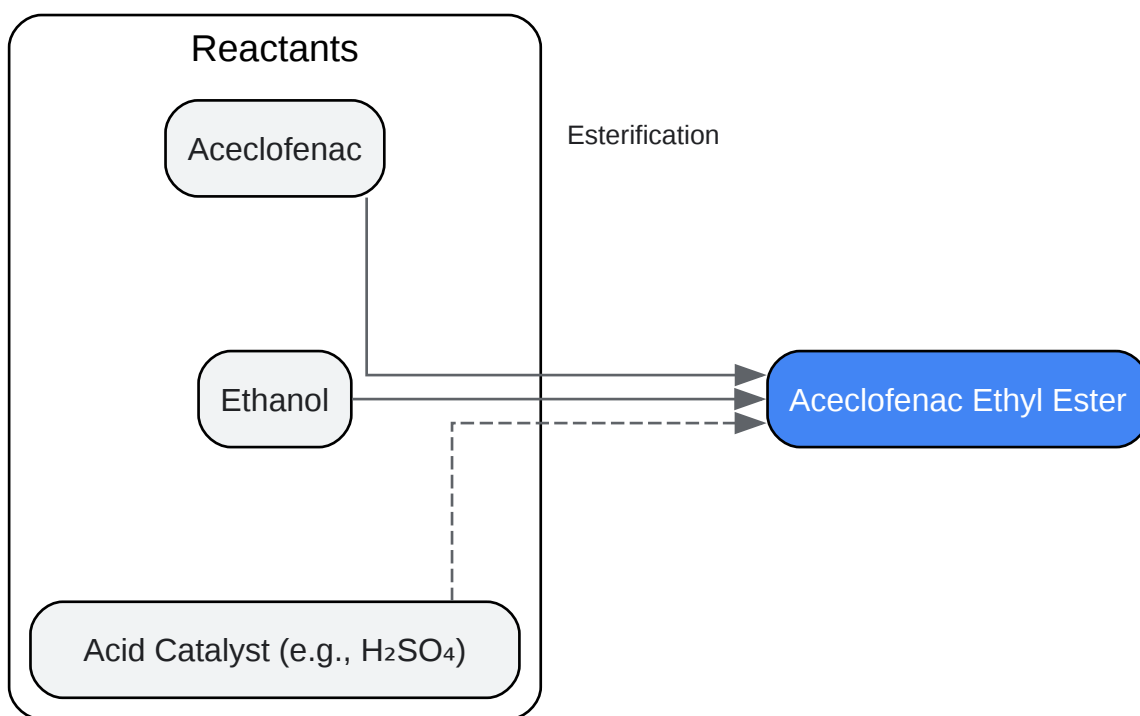 Reactants
Aceclofenac
Esterification
Ethanol
Aceclofenac Ethyl Ester
Acid Catalyst (e.g., H₂SO₄)